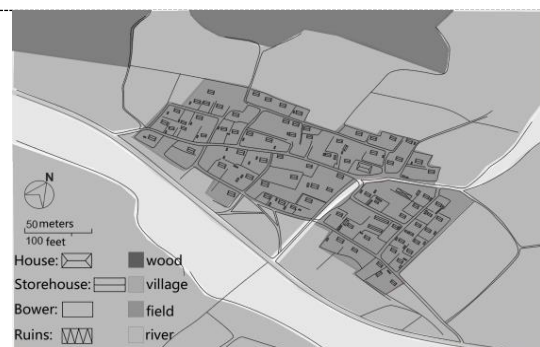 N
50 meters
100 feet
House: wood
Storehouse: village
Bower: field
Ruins: river